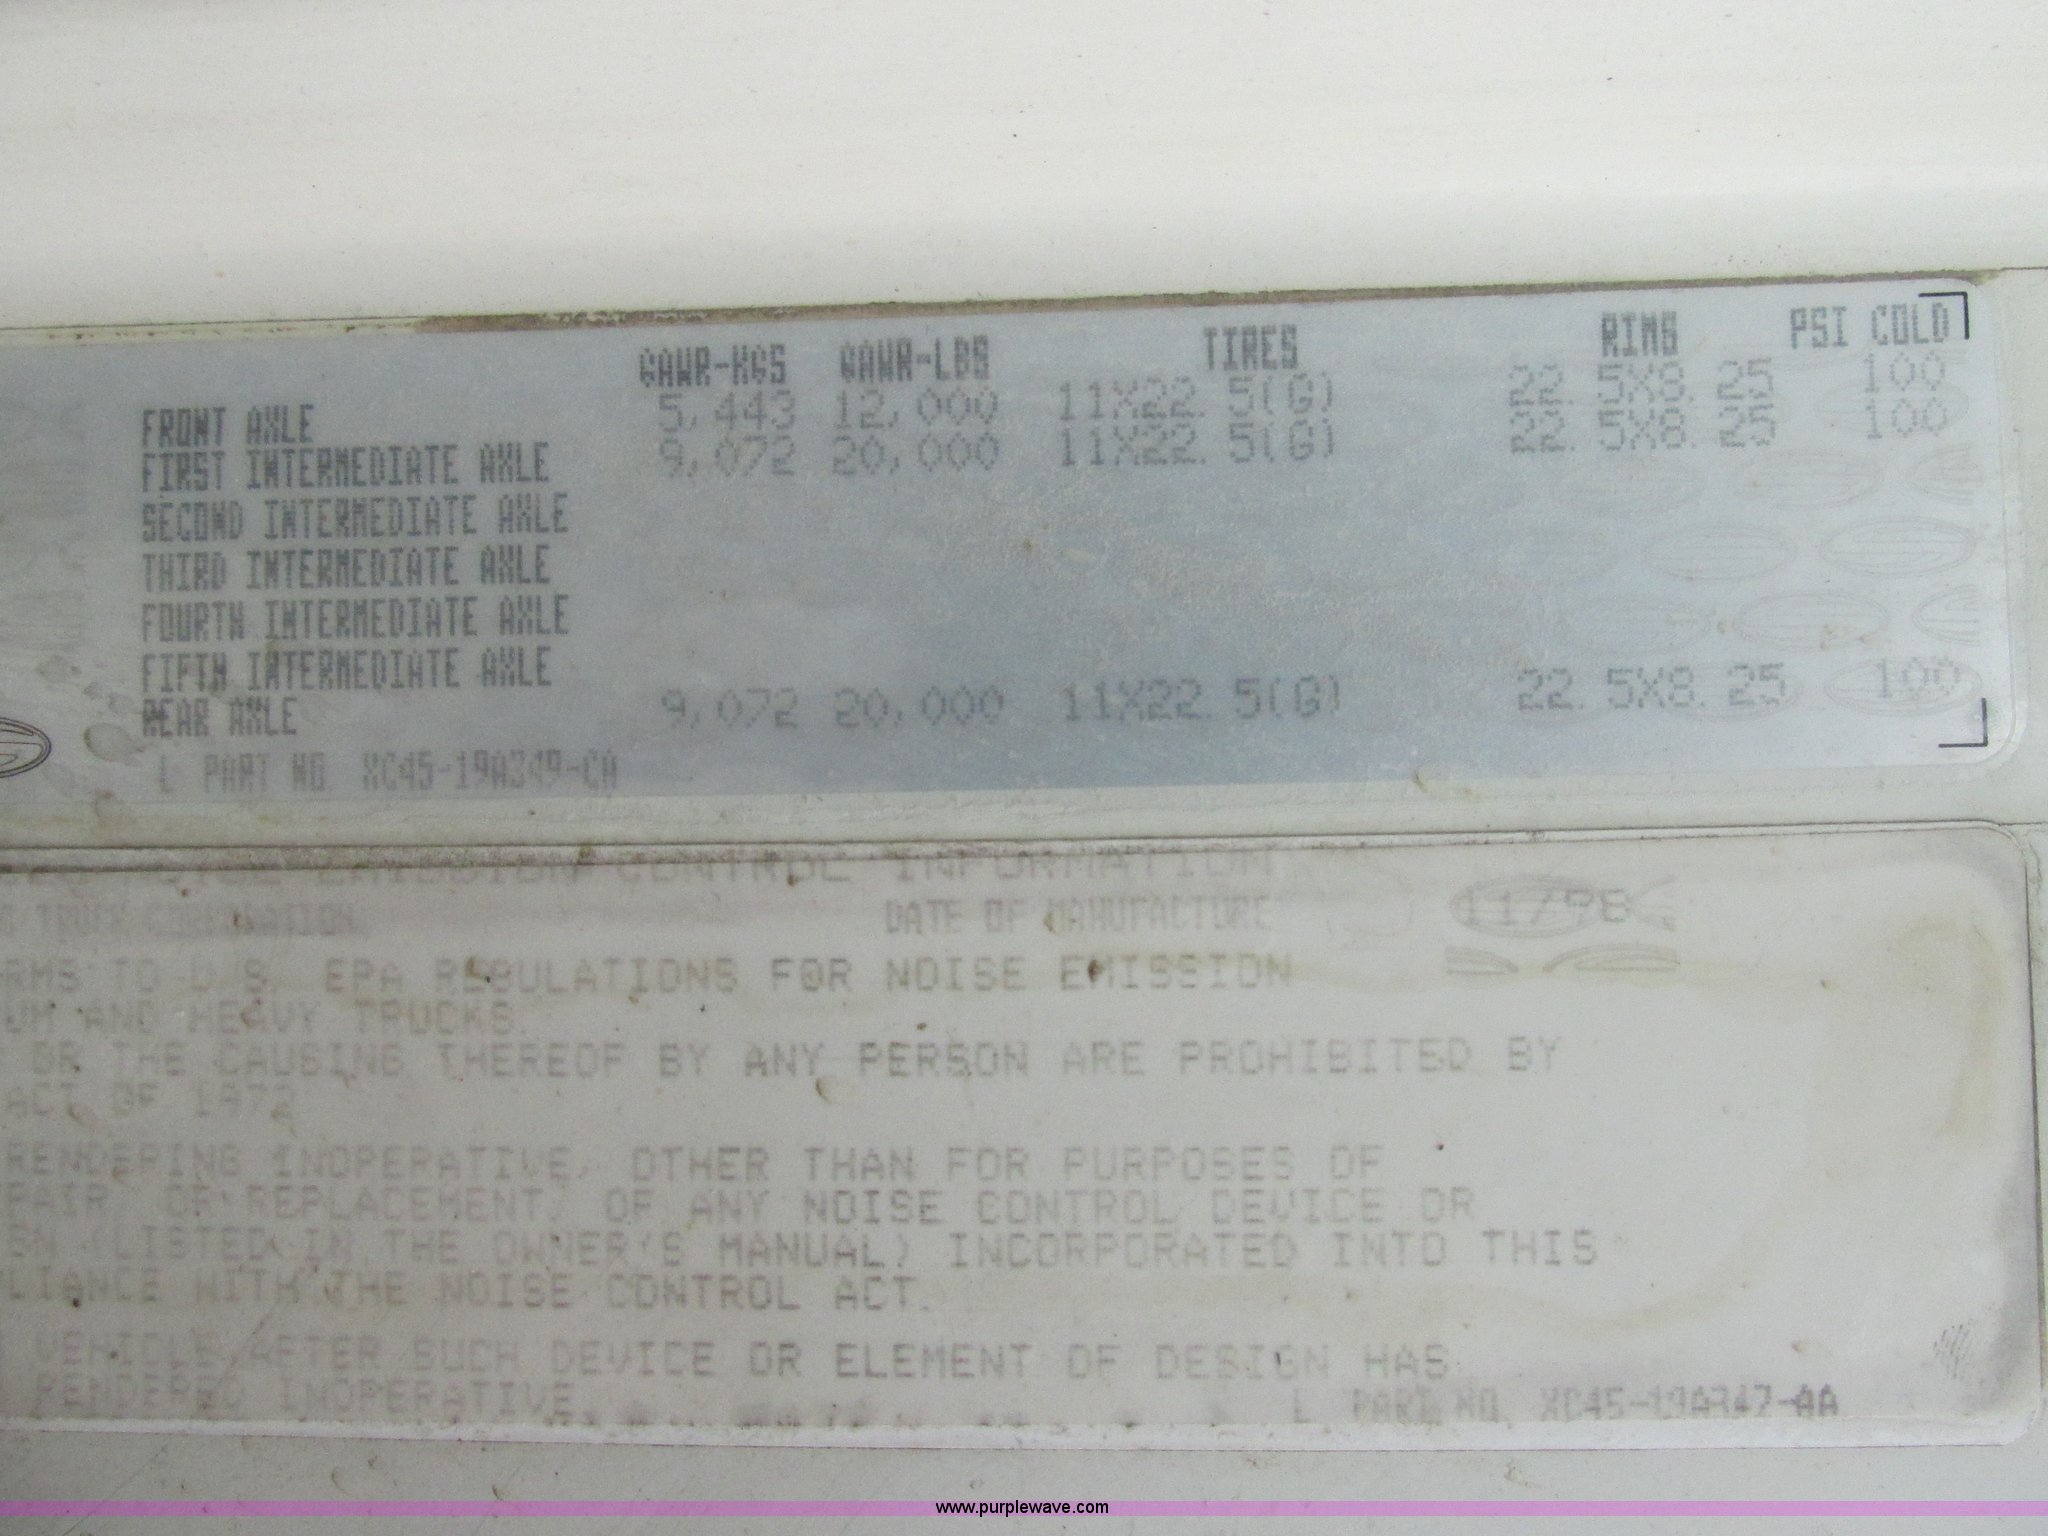 GAWR-KGS GAWR-LBS TIRES RIMS PSI COLD
FRONT AXLE 5,443 12,000 11X22.5(G) 22.5X8.25 100
FIRST INTERMEDIATE AXLE 9,072 20,000 11X22.5(G) 22.5X8.25 100
SECOND INTERMEDIATE AXLE
THIRD INTERMEDIATE AXLE
FOURTH INTERMEDIATE AXLE
FIFTH INTERMEDIATE AXLE
REAR AXLE 9,072 20,000 11X22.5(G) 22.5X8.25 100
L PART NO. XC45-19A349-CA
EMISSION CONTROL INFORMATION
TRUCK CORPORATION DATE OF MANUFACTURE 11/98
RMS TO U.S. EPA REGULATIONS FOR NOISE EMISSION
UM AND HEAVY TRUCKS.
OR THE CAUSING THEREOF BY ANY PERSON ARE PROHIBITED BY
ACT OF 1972
RENDERING INOPERATIVE, OTHER THAN FOR PURPOSES OF
PAIR, OR REPLACEMENT, OF ANY NOISE CONTROL DEVICE OR
GN (LISTED IN THE OWNER'S MANUAL) INCORPORATED INTO THIS
LIANCE WITH THE NOISE CONTROL ACT.
VEHICLE AFTER SUCH DEVICE OR ELEMENT OF DESIGN HAS
RENDERED INOPERATIVE
L PART NO. XC45-19A347-AA
www.purplewave.com